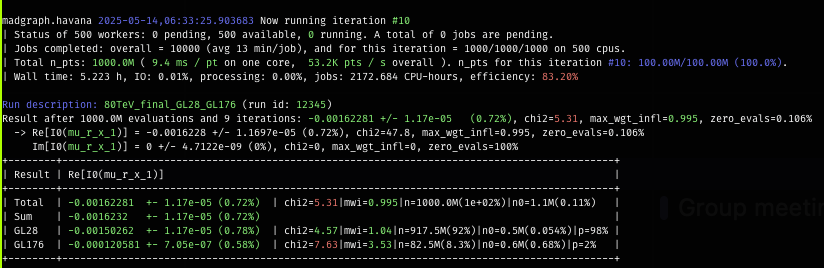 madgraph.havana 2025-05-14,06:33:25.903683 Now running iteration #10
| Status of 500 workers: 0 pending, 500 available, 0 running. A total of 0 jobs are pending.
| Jobs completed: overall = 10000 (avg 13 min/job), and for this iteration = 1000/1000/1000 on 500 cpus.
| Total n_pts: 1000.0M ( 9.4 ms / pt on one core,  53.2K pts / s overall ). n_pts for this iteration #10: 100.00M/100.00M (100.0%).
| Wall time: 5.223 h, IO: 0.01%, processing: 0.00%, jobs: 2172.684 CPU-hours, efficiency: 83.20%
Run description: 80TeV_final_GL28_GL176 (run id: 12345)
Result after 1000.0M evaluations and 9 iterations: -0.00162281 +/- 1.17e-05   (0.72%), chi2=5.31, max_wgt_infl=0.995, zero_evals=0.106%
-> Re[I0(mu_r_x_1)] = -0.0016228 +/- 1.1697e-05 (0.72%), chi2=47.8, max_wgt_infl=0.995, zero_evals=0.106%
Im[I0(mu_r_x_1)] = 0 +/- 4.7122e-09 (0%), chi2=0, max_wgt_infl=0, zero_evals=100%
| Result | Re[I0(mu_r_x_1)] |
| Total | -0.00162281  +- 1.17e-05 (0.72%)  | chi2=5.31|mwi=0.995|n=1000.0M(1e+02%)|n0=1.1M(0.11%) |
| Sum | -0.0016232  +- 1.17e-05 (0.72%) |
| GL28 | -0.00150262  +- 1.17e-05 (0.78%)  | chi2=4.57|mwi=1.04|n=917.5M(92%)|n0=0.5M(0.054%)|p=98% |
| GL176 | -0.000120581 +- 7.05e-07 (0.58%)  | chi2=7.63|mwi=3.53|n=82.5M(8.3%)|n0=0.6M(0.68%)|p=2% |
Group meetin